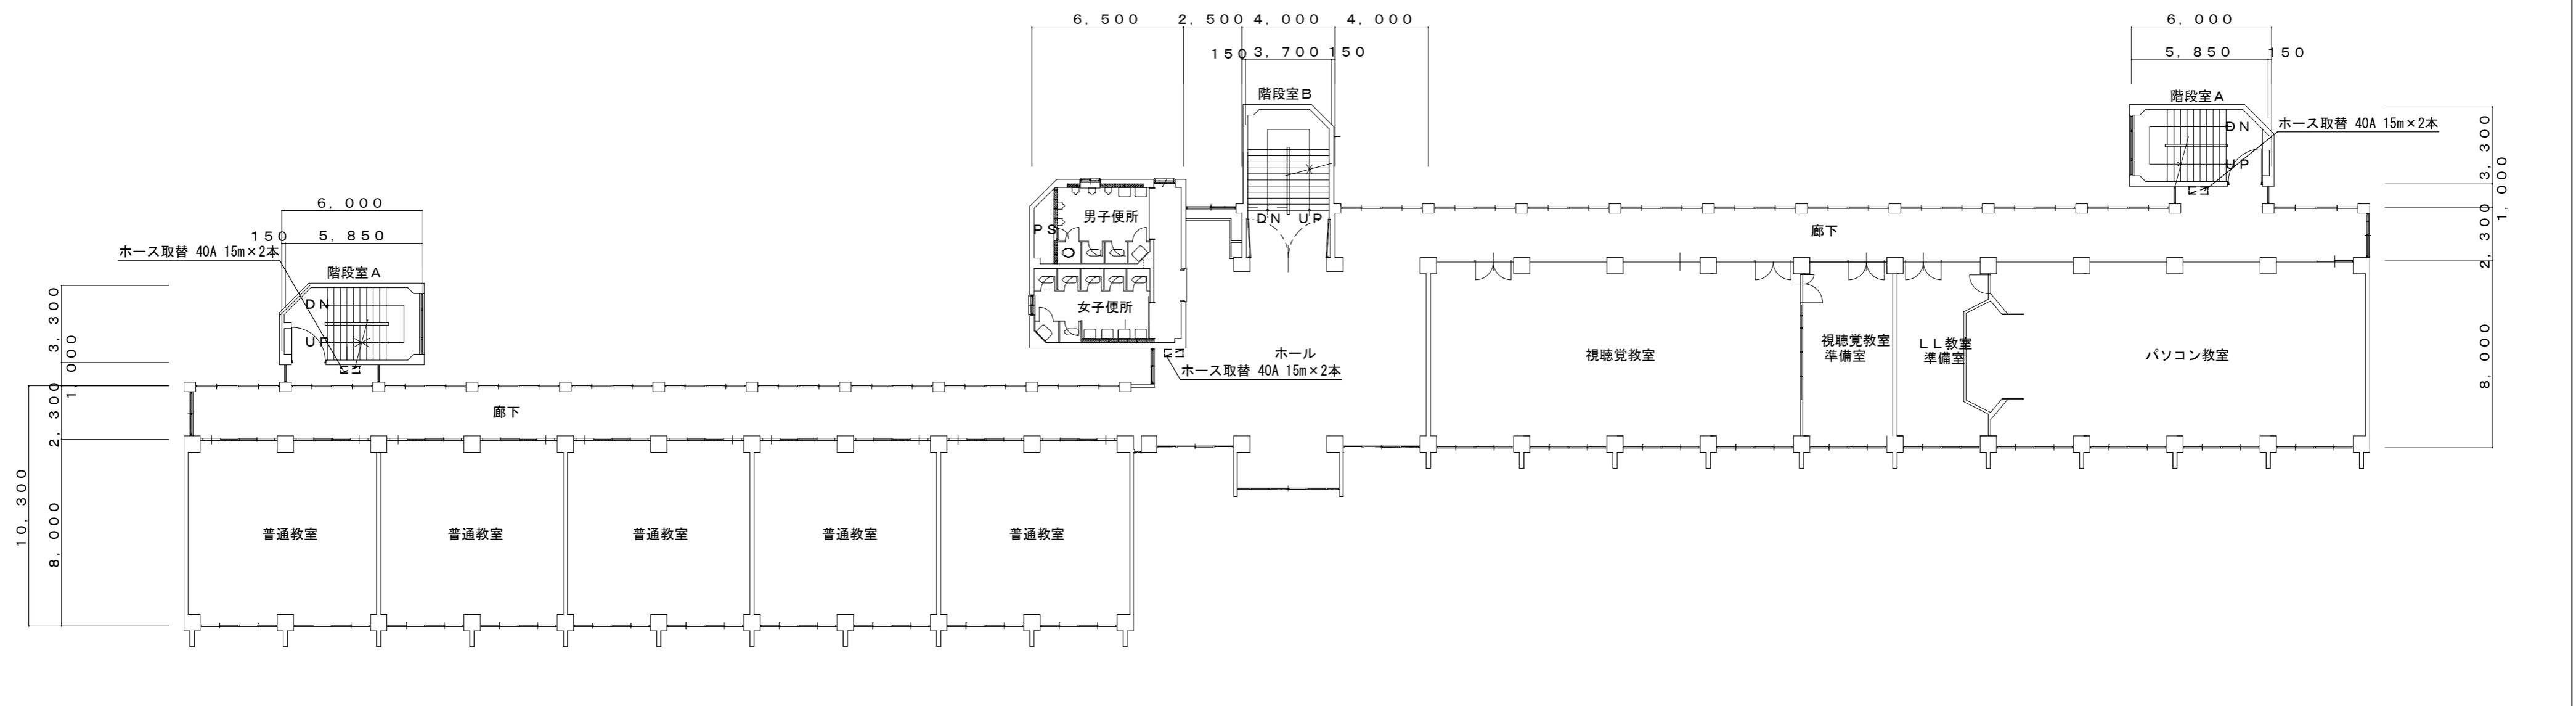 ６，５００
２，５００
４，０００
４，０００
６，０００
１５０
３，７００
１５０
５，８５０
１５０
階段室Ｂ
階段室Ａ
ＤＮ
ホース取替 40A 15m×2本
ＵＰ
３，３００
１，０００
２，３００
８，０００
男子便所
ＰＳ
ＤＮ
ＵＰ
廊下
６，０００
１５０
５，８５０
ホース取替 40A 15m×2本
階段室Ａ
ＤＮ
ＵＰ
女子便所
ホール
ホース取替 40A 15m×2本
視聴覚教室
視聴覚教室
準備室
ＬＬ教室
準備室
パソコン教室
３，３００
１，０００
２，３００
１０，３００
８，０００
廊下
普通教室
普通教室
普通教室
普通教室
普通教室